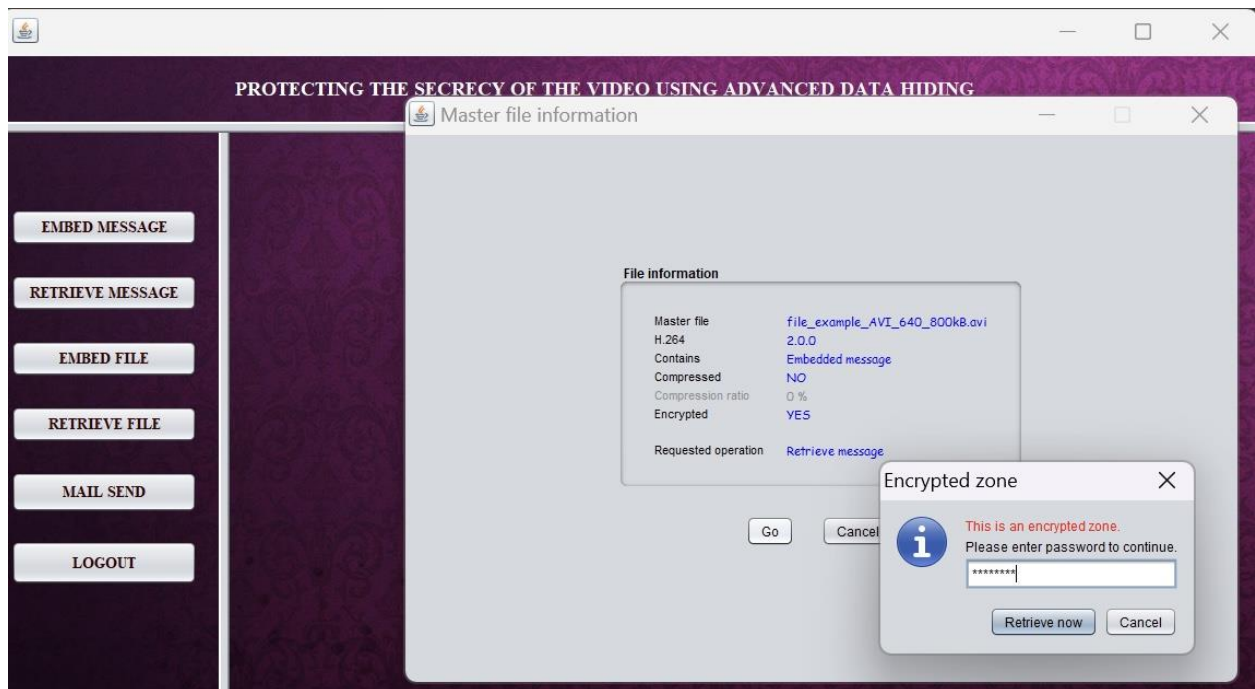 PROTECTING THE SECRECY OF THE VIDEO USING ADVANCED DATA HIDING
Master file information
EMBED MESSAGE
RETRIEVE MESSAGE
EMBED FILE
RETRIEVE FILE
MAIL SEND
LOGOUT
File information
Master file file_example_AVI_640_800kB.avi
H.264 2.0.0
Contains Embedded message
Compressed NO
Compression ratio 0 %
Encrypted YES
Requested operation Retrieve message
Go Cancel
Encrypted zone
This is an encrypted zone.
Please enter password to continue.
********
Retrieve now Cancel